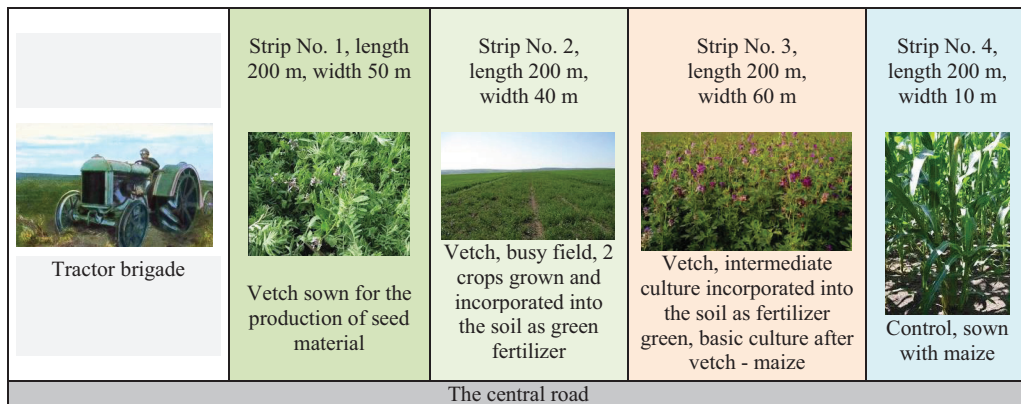 Tractor brigade
Strip No. 1, length
200 m, width 50 m
Vetch sown for the
production of seed
material
Strip No. 2,
length 200 m,
width 40 m
Vetch, busy field, 2
crops grown and
incorporated into
the soil as green
fertilizer
Strip No. 3,
length 200 m,
width 60 m
Vetch, intermediate
culture incorporated into
the soil as fertilizer
green, basic culture after
vetch - maize
Strip No. 4,
length 200 m,
width 10 m
Control, sown
with maize
The central road